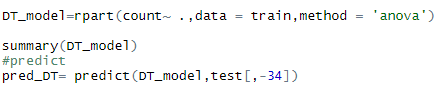 DT_model=rpart(count~ .,data = train,method = 'anova')
summary(DT_model)
#predict
pred_DT= predict(DT_model,test[,-34])